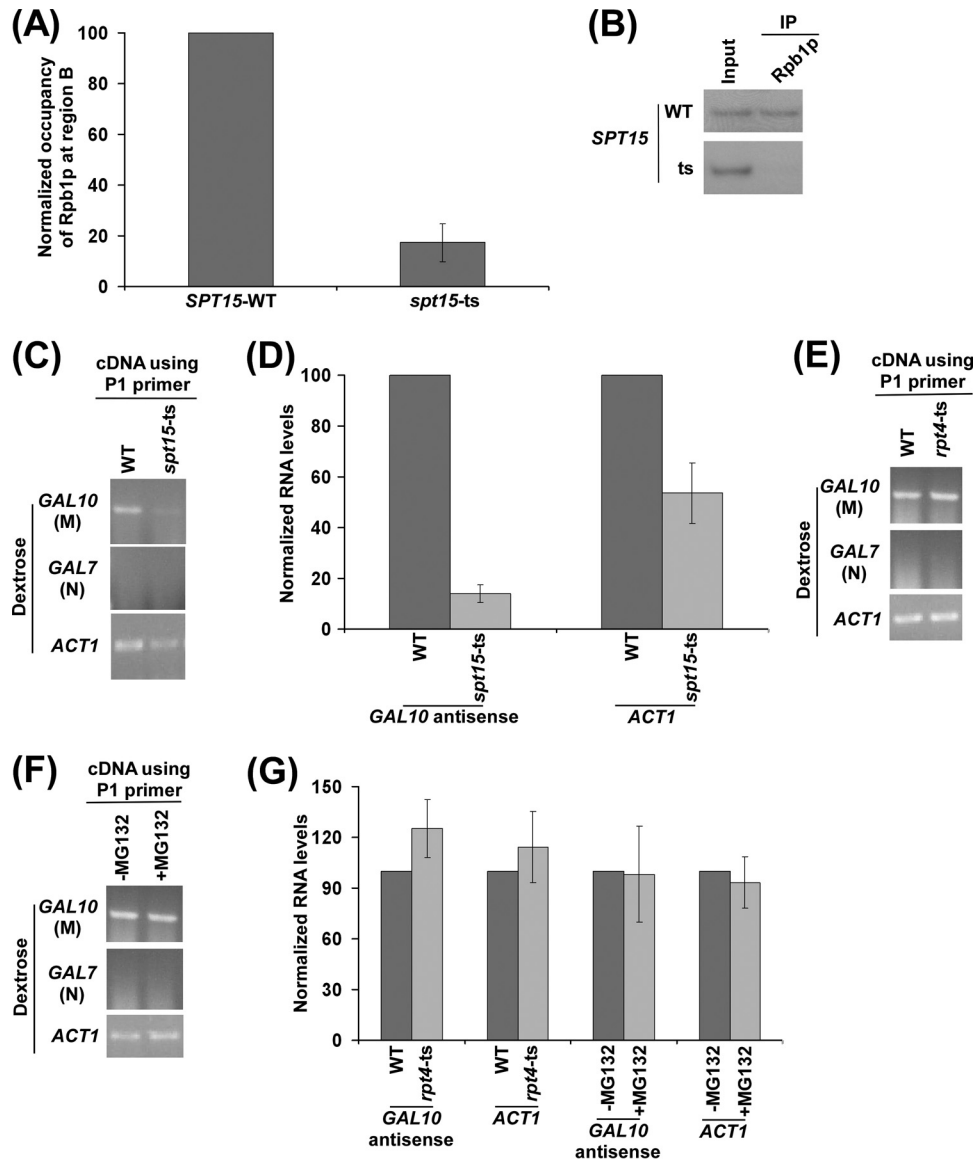 (A)
Normalized occupancy
of Rpb1p at region B
100
80
60
40
20
0
SPT15-WT
spt15-ts
(B)
IP
Input
Rpb1p
SPT15
WT
ts
(C)
cDNA using
P1 primer
WT
spt15-ts
Dextrose
GAL10
(M)
GAL7
(N)
ACT1
(D)
Normalized RNA levels
100
80
60
40
20
0
WT
spt15-ts
WT
spt15-ts
GAL10 antisense
ACT1
(E)
cDNA using
P1 primer
WT
rpt4-ts
Dextrose
GAL10
(M)
GAL7
(N)
ACT1
(F)
cDNA using
P1 primer
-MG132
+MG132
Dextrose
GAL10
(M)
GAL7
(N)
ACT1
(G)
Normalized RNA levels
150
120
90
60
30
0
WT
rpt4-ts
WT
rpt4-ts
-MG132
+MG132
-MG132
+MG132
GAL10
antisense
ACT1
GAL10
antisense
ACT1